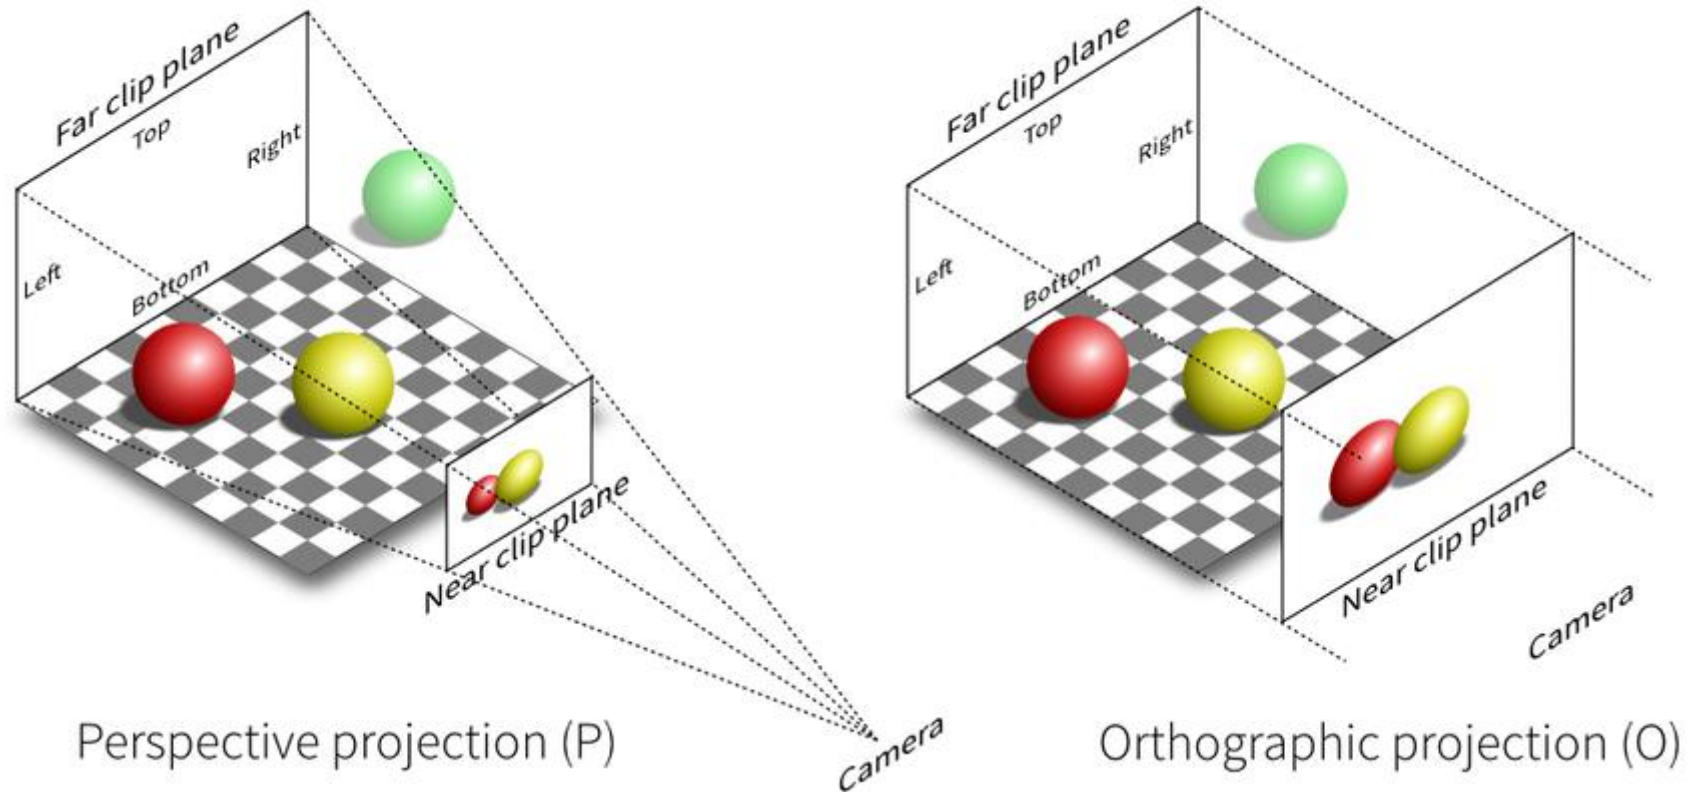 Far clip plane
Top
Right
Left
Bottom
Near clip plane
Camera
Perspective projection (P)
Far clip plane
Top
Right
Left
Bottom
Near clip plane
Camera
Orthographic projection (O)